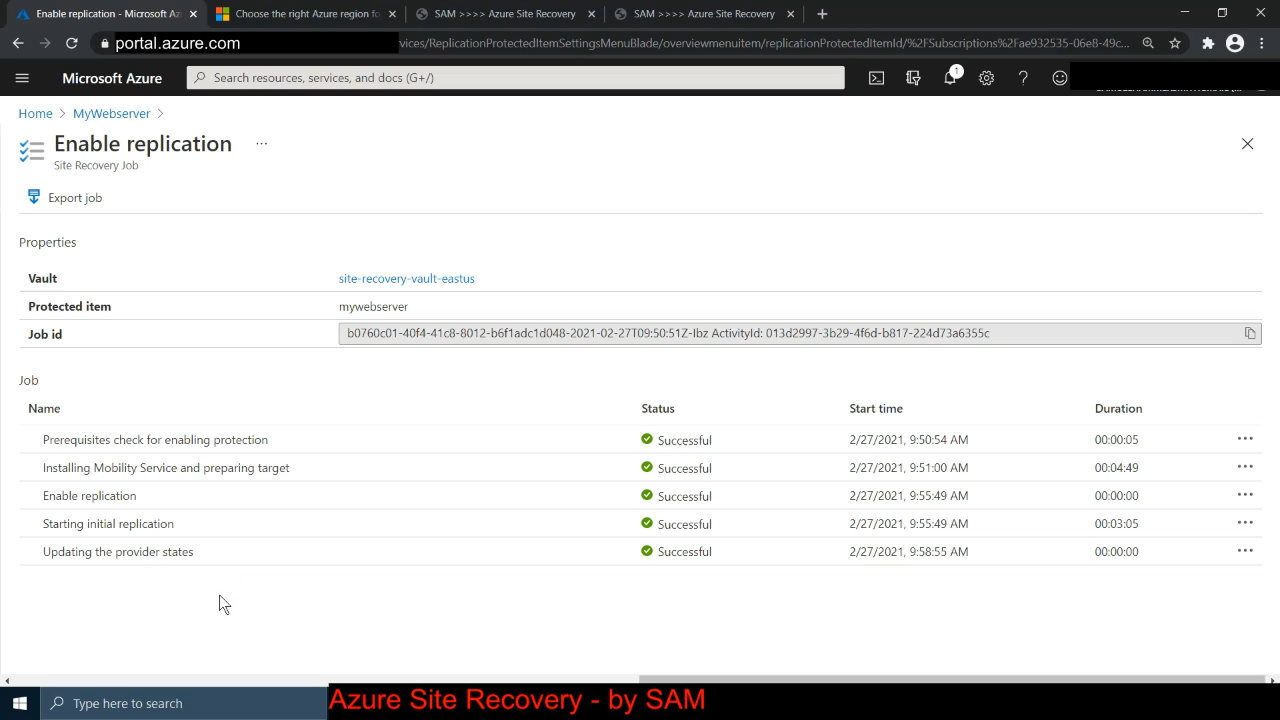 Enable replication - Microsoft Az
Choose the right Azure region fo
SAM >>>> Azure Site Recovery
SAM >>>> Azure Site Recovery
portal.azure.com
vices/ReplicationProtectedItemSettingsMenuBlade/overviewmenuitem/replicationProtectedItemId/%2FSubscriptions%2Fae932535-06e8-49c...
Microsoft Azure
Search resources, services, and docs (G+/)
1
Home > MyWebserver >
Enable replication ...
Site Recovery Job
Export job
Properties
Vault site-recovery-vault-eastus
Protected item mywebserver
Job id b0760c01-40f4-41c8-8012-b6f1adc1d048-2021-02-27T09:50:51Z-Ibz ActivityId: 013d2997-3b29-4f6d-b817-224d73a6355c
Job
Name Status Start time Duration
Prerequisites check for enabling protection Successful 2/27/2021, 9:50:54 AM 00:00:05
Installing Mobility Service and preparing target Successful 2/27/2021, 9:51:00 AM 00:04:49
Enable replication Successful 2/27/2021, 9:55:49 AM 00:00:00
Starting initial replication Successful 2/27/2021, 9:55:49 AM 00:03:05
Updating the provider states Successful 2/27/2021, 9:58:55 AM 00:00:00
Type here to search
Azure Site Recovery - by SAM